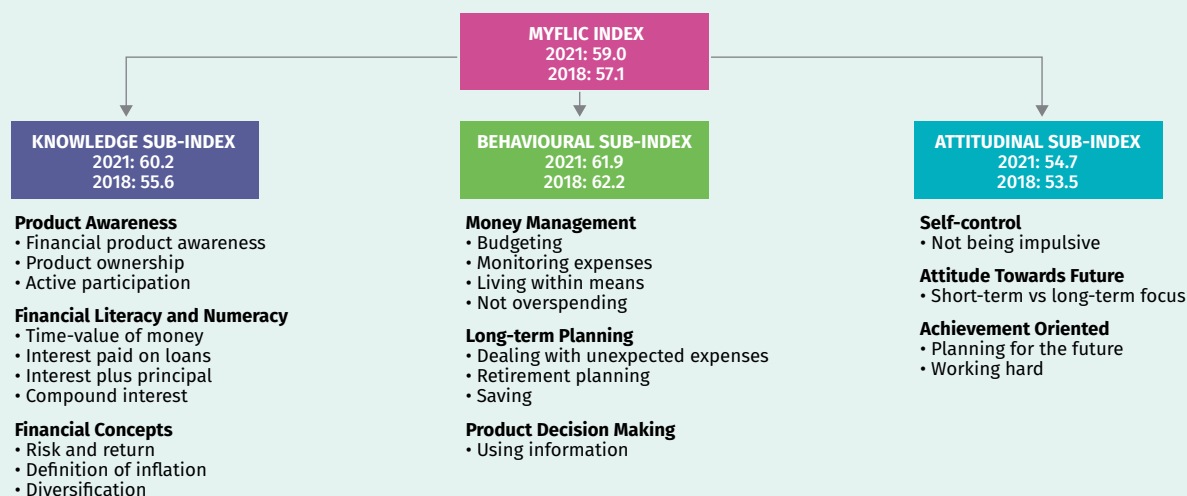 MYFLIC INDEX
2021: 59.0
2018: 57.1
KNOWLEDGE SUB-INDEX
2021: 60.2
2018: 55.6
Product Awareness
• Financial product awareness
• Product ownership
• Active participation
Financial Literacy and Numeracy
• Time-value of money
• Interest paid on loans
• Interest plus principal
• Compound interest
Financial Concepts
• Risk and return
• Definition of inflation
• Diversification
BEHAVIOURAL SUB-INDEX
2021: 61.9
2018: 62.2
Money Management
• Budgeting
• Monitoring expenses
• Living within means
• Not overspending
Long-term Planning
• Dealing with unexpected expenses
• Retirement planning
• Saving
Product Decision Making
• Using information
ATTITUDINAL SUB-INDEX
2021: 54.7
2018: 53.5
Self-control
• Not being impulsive
Attitude Towards Future
• Short-term vs long-term focus
Achievement Oriented
• Planning for the future
• Working hard